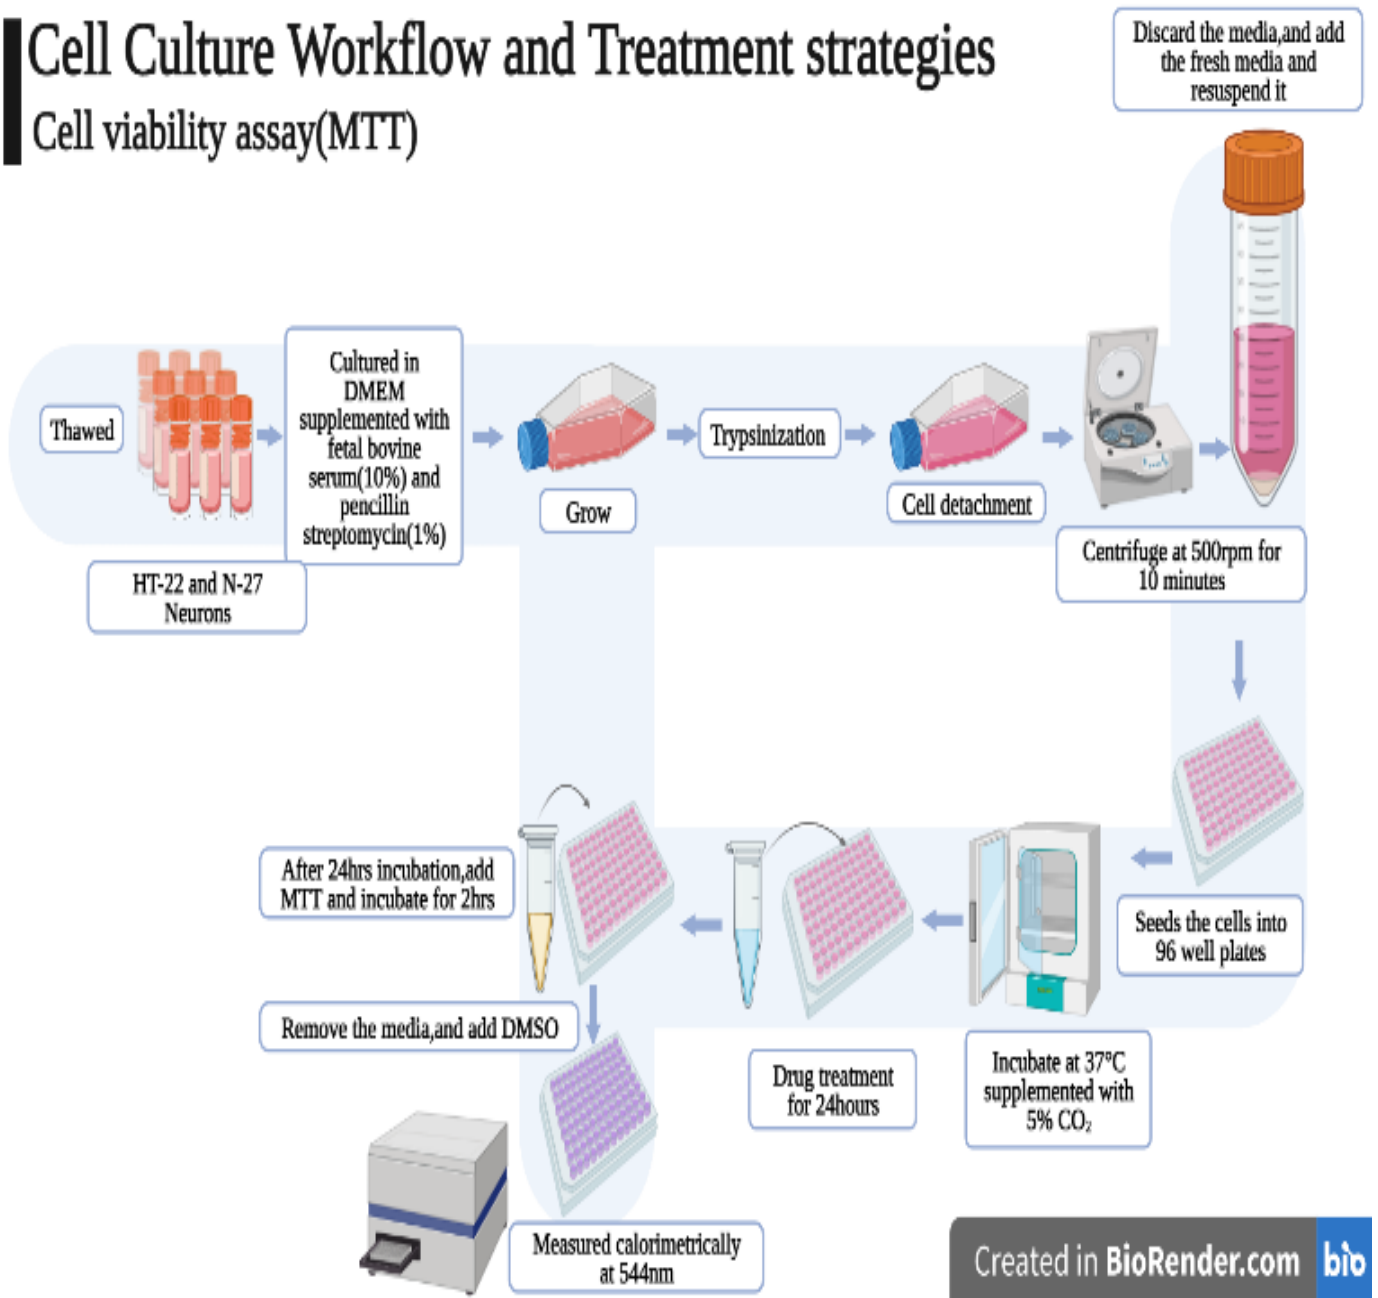 Cell Culture Workflow and Treatment strategies
Cell viability assay(MTT)
Discard the media,and add
the fresh media and
resuspend it
Thawed
HT-22 and N-27
Neurons
Cultured in
DMEM
supplemented with
fetal bovine
serum(10%) and
pencillin
streptomycin(1%)
Grow
Trypsinization
Cell detachment
Centrifuge at 500rpm for
10 minutes
Seeds the cells into
96 well plates
Incubate at 37°C
supplemented with
5% CO₂
Drug treatment
for 24hours
After 24hrs incubation,add
MTT and incubate for 2hrs
Remove the media,and add DMSO
Measured calorimetrically
at 544nm
Created in BioRender.com bio